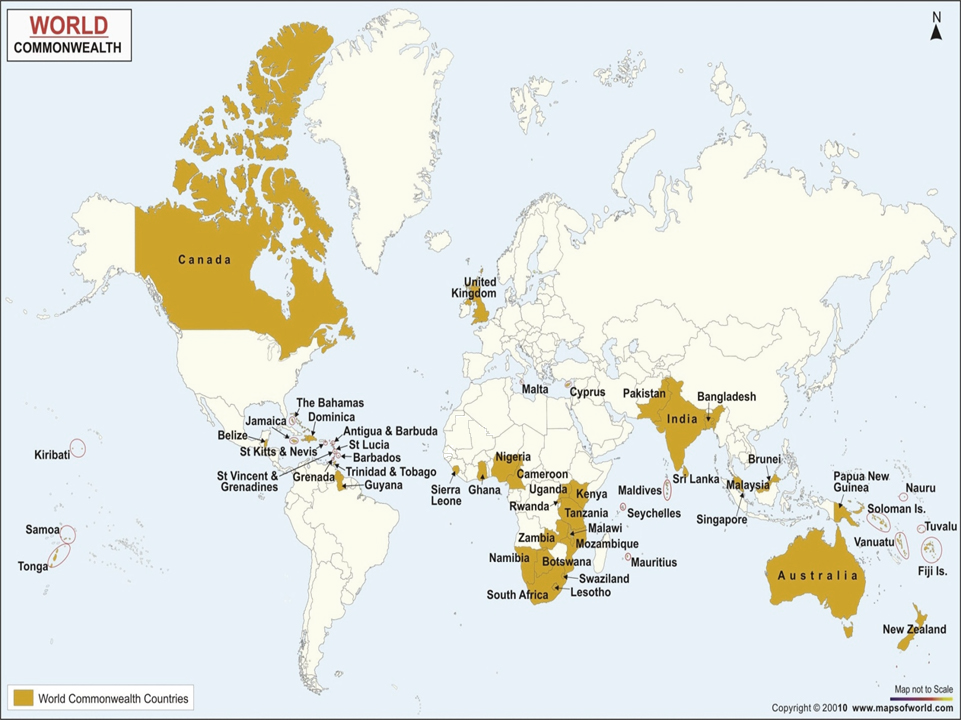 WORLD
COMMONWEALTH
N
Canada
United
Kingdom
Malta
Cyprus
Pakistan
Bangladesh
India
The Bahamas
Jamaica
Dominica
Belize
Antigua & Barbuda
St Kitts & Nevis
St Lucia
Barbados
Kiribati
St Vincent &
Grenadines
Grenada
Trinidad & Tobago
Guyana
Nigeria
Cameroon
Sierra
Leone
Ghana
Uganda
Kenya
Rwanda
Tanzania
Maldives
Sri Lanka
Seychelles
Brunei
Malaysia
Singapore
Papua New
Guinea
Nauru
Soloman Is.
Tuvalu
Vanuatu
Fiji Is.
Samoa
Tonga
Malawi
Zambia
Mozambique
Namibia
Botswana
Mauritius
Swaziland
South Africa
Lesotho
Australia
New Zealand
World Commonwealth Countries
Map not to Scale
Copyright © 20010 www.mapsofworld.com